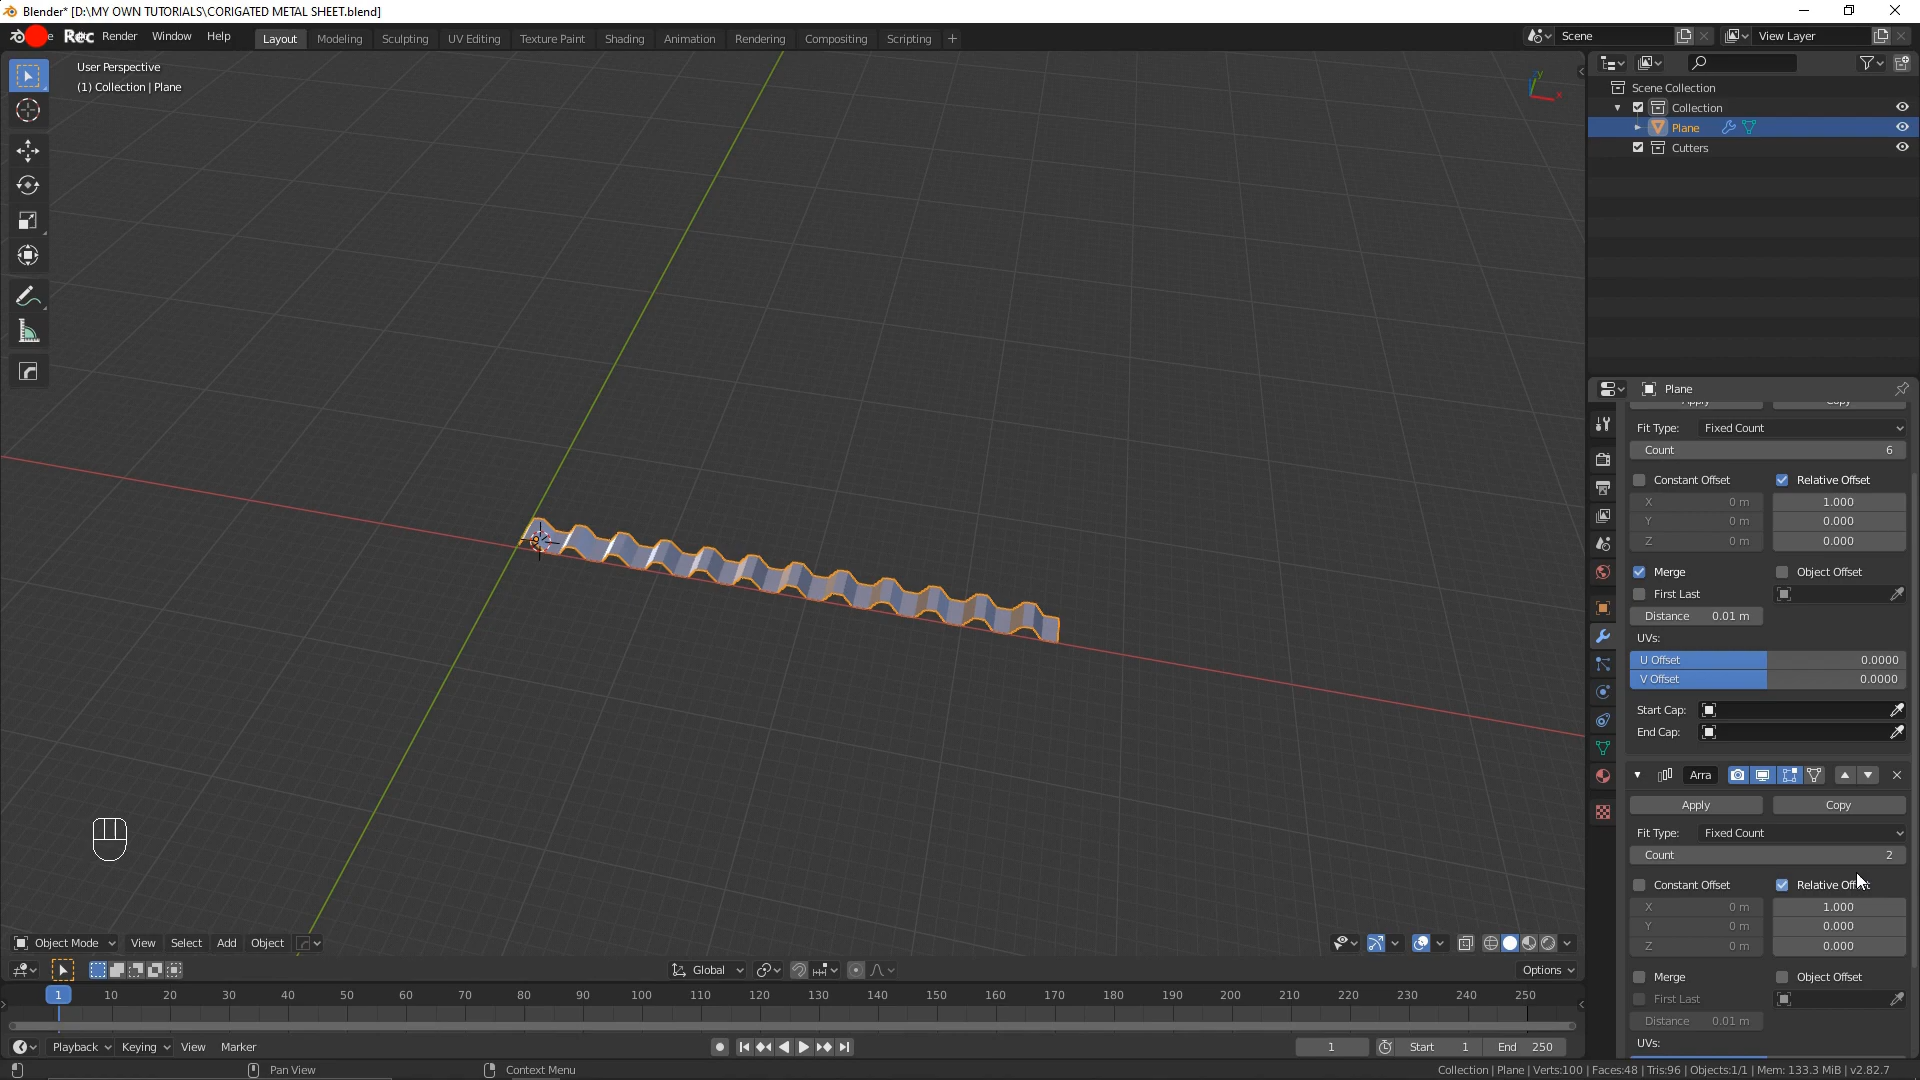 Blender* [D:\MY OWN TUTORIALS\CORIGATED METAL SHEET.blend]
Rec Render Window Help Layout Modeling Sculpting UV Editing Texture Paint Shading Animation Rendering Compositing Scripting + Scene View Layer
User Perspective
(1) Collection | Plane
Y
X
Scene Collection
Collection
Plane
Cutters
Plane
Apply Copy
Fit Type: Fixed Count
Count 6
Constant Offset Relative Offset
X 0 m 1.000
Y 0 m 0.000
Z 0 m 0.000
Merge Object Offset
First Last
Distance 0.01 m
UVs:
U Offset 0.0000
V Offset 0.0000
Start Cap:
End Cap:
Arra
Apply Copy
Fit Type: Fixed Count
Count 2
Constant Offset Relative Offset
X 0 m 1.000
Y 0 m 0.000
Z 0 m 0.000
Merge Object Offset
First Last
Distance 0.01 m
UVs:
Object Mode View Select Add Object
Global Options
1 10 20 30 40 50 60 70 80 90 100 110 120 130 140 150 160 170 180 190 200 210 220 230 240 250
Playback Keying View Marker 1 Start 1 End 250
Pan View Context Menu Collection | Plane | Verts:100 | Faces:48 | Tris:96 | Objects:1/1 | Mem: 133.3 MiB | v2.82.7